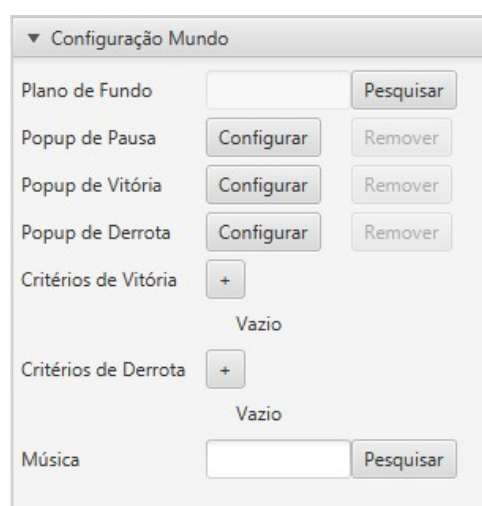 ▼ Configuração Mundo
Plano de Fundo Pesquisar
Popup de Pausa Configurar Remover
Popup de Vitória Configurar Remover
Popup de Derrota Configurar Remover
Critérios de Vitória +
Vazio
Critérios de Derrota +
Vazio
Música Pesquisar